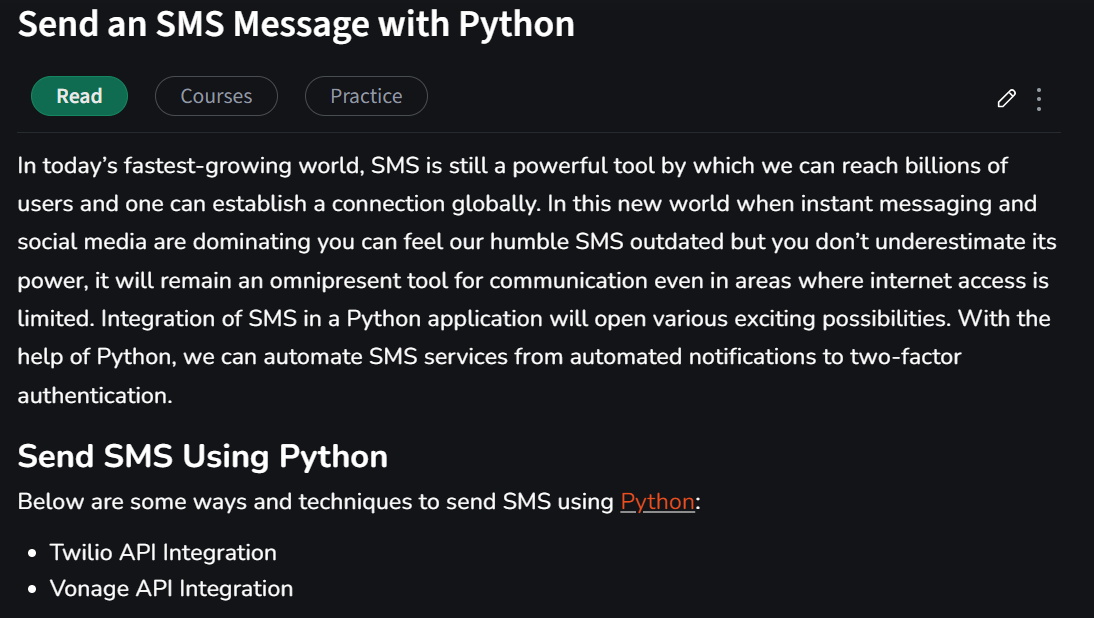 Send an SMS Message with Python
Read Courses Practice
In today’s fastest-growing world, SMS is still a powerful tool by which we can reach billions of
users and one can establish a connection globally. In this new world when instant messaging and
social media are dominating you can feel our humble SMS outdated but you don’t underestimate its
power, it will remain an omnipresent tool for communication even in areas where internet access is
limited. Integration of SMS in a Python application will open various exciting possibilities. With the
help of Python, we can automate SMS services from automated notifications to two-factor
authentication.
Send SMS Using Python
Below are some ways and techniques to send SMS using Python:
• Twilio API Integration
• Vonage API Integration